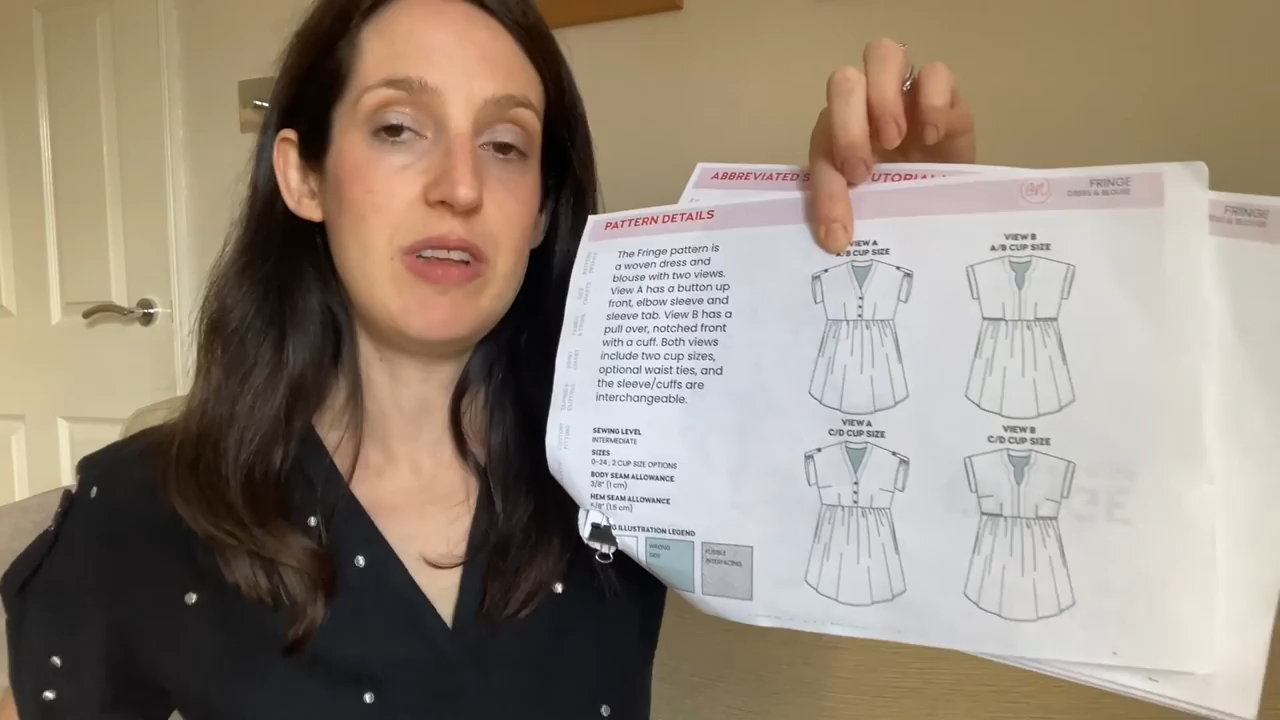 ABBREVIATED
UTORIAL
FRINGE
DRESS & BLOUSE
FRINGE
PATTERN DETAILS
The Fringe pattern is
a woven dress and
blouse with two views.
View A has a button up
front, elbow sleeve and
sleeve tab. View B has a
pull over, notched front
with a cuff. Both views
include two cup sizes,
optional waist ties, and
the sleeve/cuffs are
interchangeable.
SEWING LEVEL
INTERMEDIATE
SIZES
0-24, 2 CUP SIZE OPTIONS
BODY SEAM ALLOWANCE
3/8" (1 cm)
HEM SEAM ALLOWANCE
5/8" (1.5 cm)
ILLUSTRATION LEGEND
WRONG
SIDE
FUSIBLE
INTERFACING
VIEW A
A/B CUP SIZE
VIEW B
A/B CUP SIZE
VIEW A
C/D CUP SIZE
VIEW B
C/D CUP SIZE